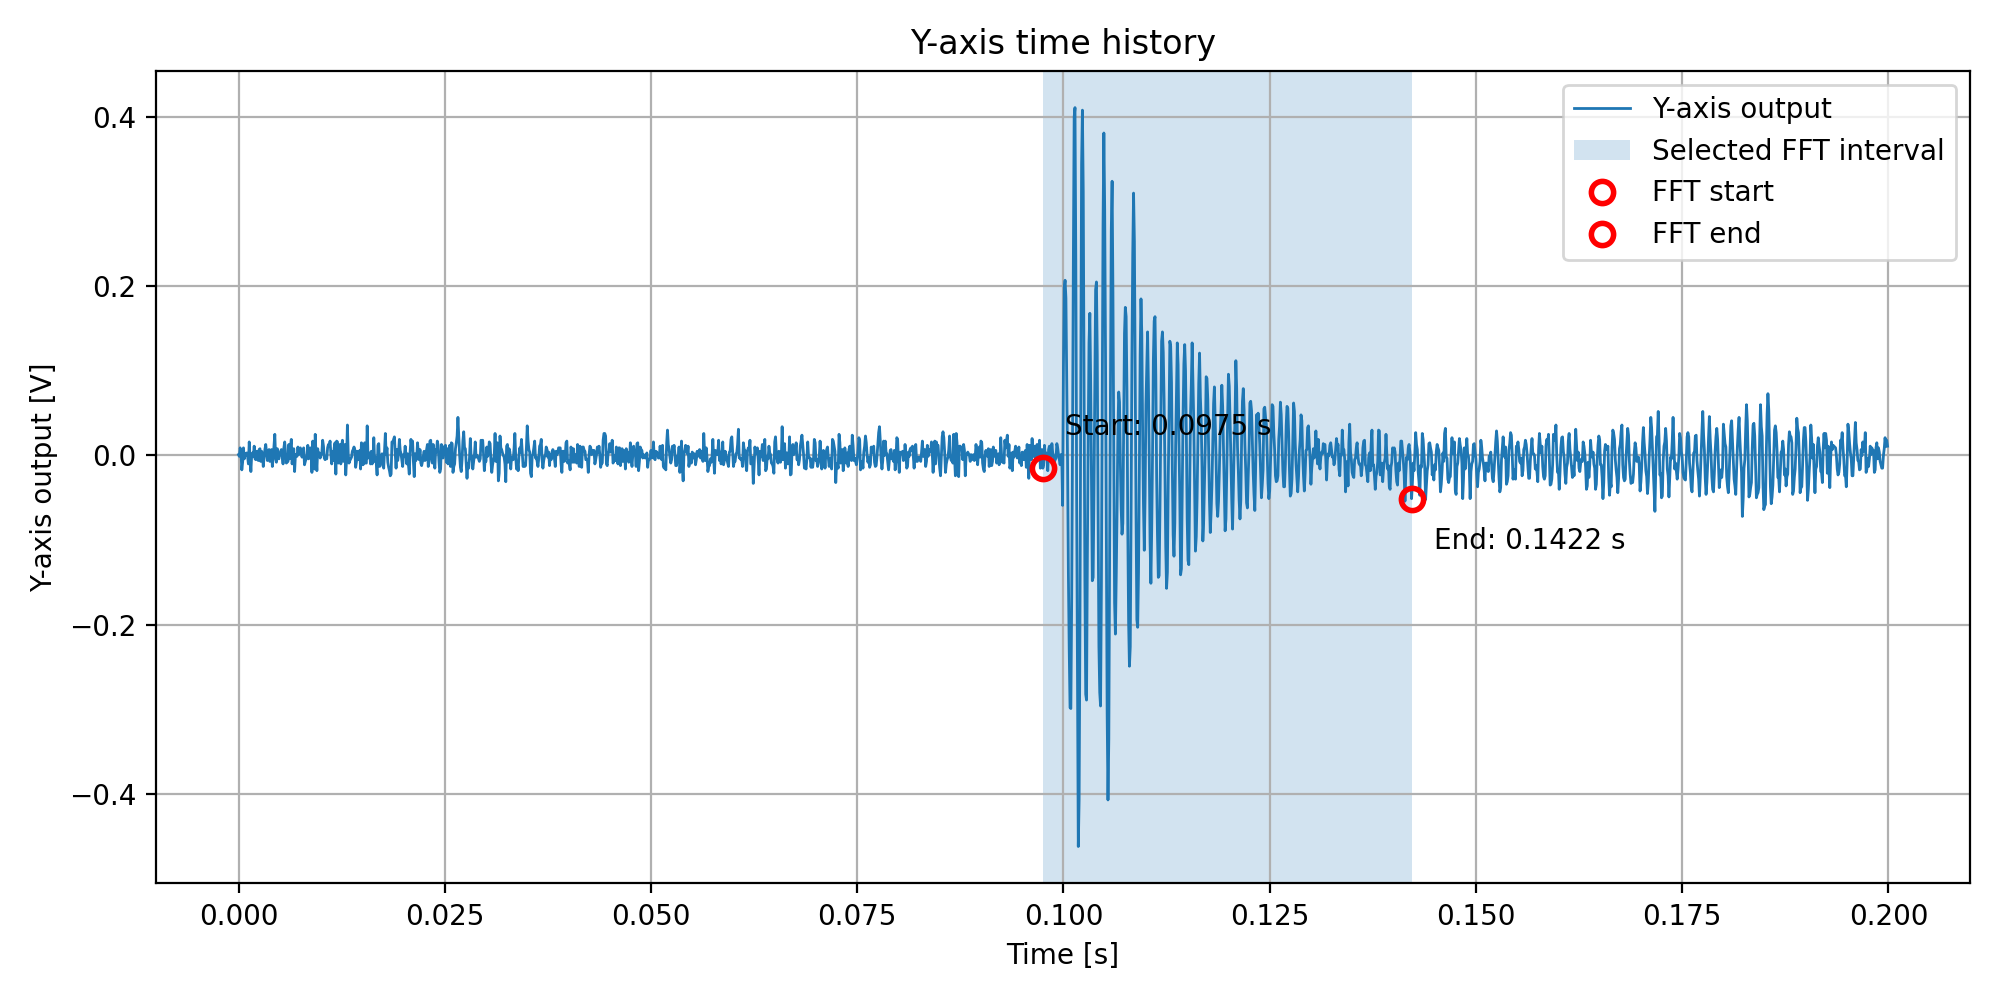 Y-axis time history
Y-axis output [V]
0.4
0.2
0.0
−0.2
−0.4
Y-axis output
Selected FFT interval
FFT start
FFT end
Start: 0.0975 s
End: 0.1422 s
0.000 0.025 0.050 0.075 0.100 0.125 0.150 0.175 0.200
Time [s]